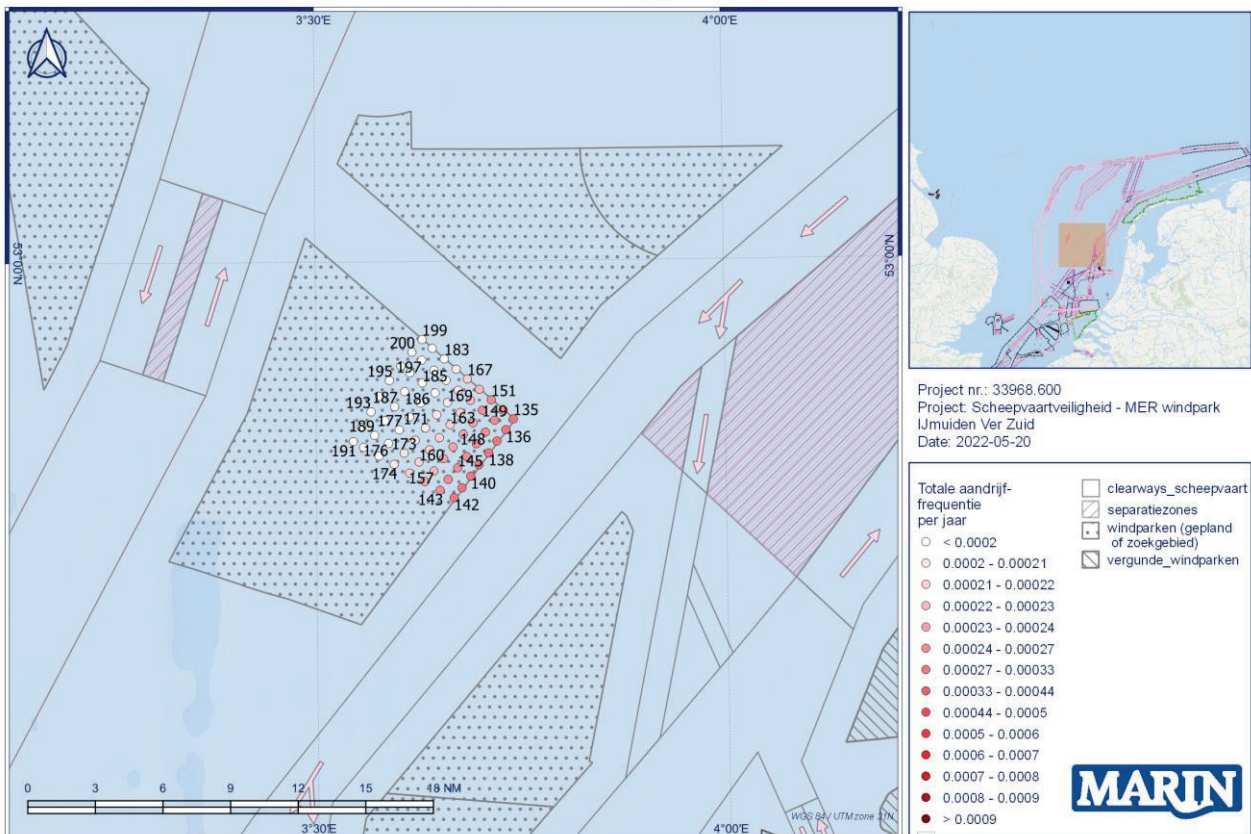 3°30'E
4°00'E
53°00'N
53°00'N
199
200
183
197
167
195
185
151
187
186
169
135
193
149
177
171
163
136
189
148
191
176
173
138
160
145
174
157
140
143
142
0 3 6 9 12 15 18 NM
WGS 84 / UTM zone 31N
3°30'E
4°00'E
Project nr.: 33968.600
Project: Scheepvaartveiligheid - MER windpark
IJmuiden Ver Zuid
Date: 2022-05-20
Totale aandrijf-
frequentie
per jaar
< 0.0002
0.0002 - 0.00021
0.00021 - 0.00022
0.00022 - 0.00023
0.00023 - 0.00024
0.00024 - 0.00027
0.00027 - 0.00033
0.00033 - 0.00044
0.00044 - 0.0005
0.0005 - 0.0006
0.0006 - 0.0007
0.0007 - 0.0008
0.0008 - 0.0009
> 0.0009
clearways_scheepvaart
separatiezones
windparken (gepland
of zoekgebied)
vergunde_windparken
MARIN